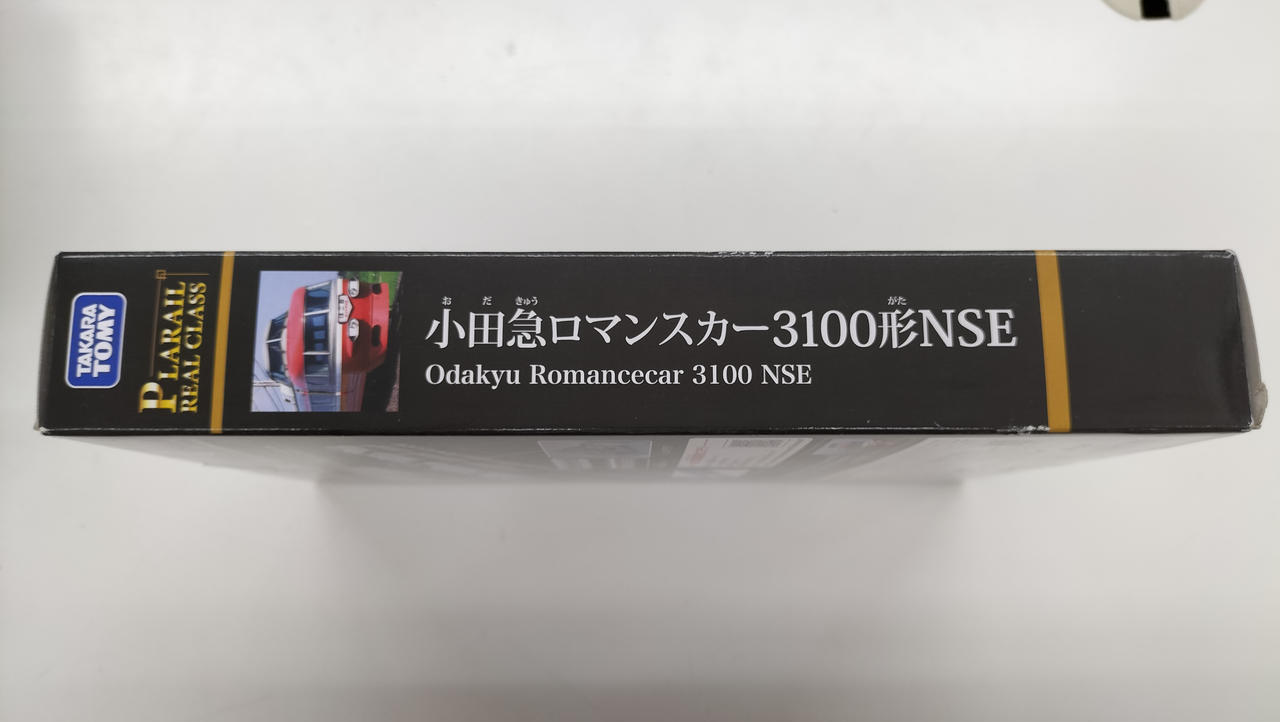 TAKARA
TOMY
PLARAIL
REAL CLASS
おだきゅう がた
小田急ロマンスカー3100形NSE
Odakyu Romancecar 3100 NSE